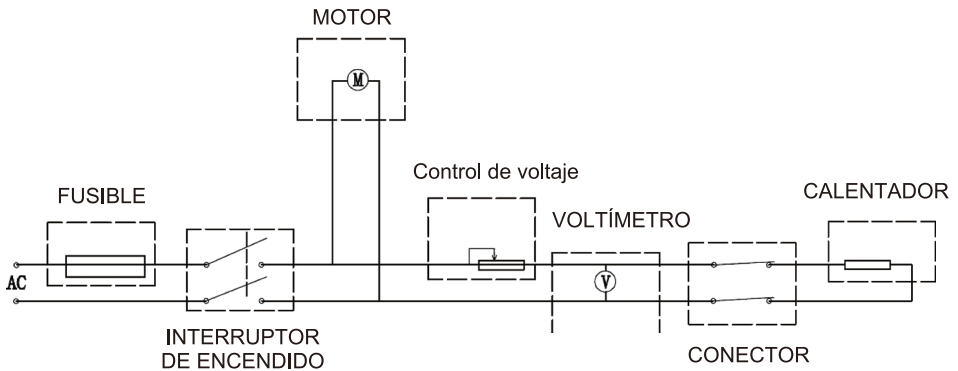 MOTOR
M
Control de voltaje
FUSIBLE
CALENTADOR
VOLTÍMETRO
AC
V
INTERRUPTOR
DE ENCENDIDO
CONECTOR